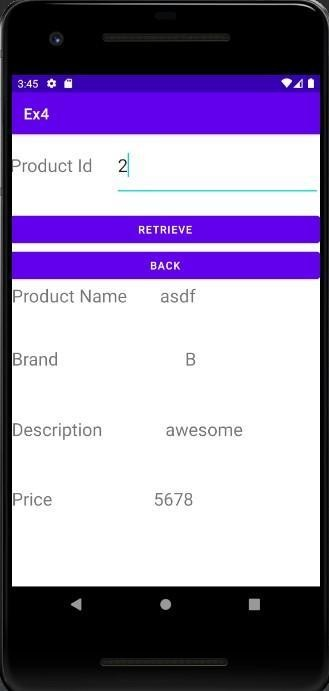 3:45
Ex4
Product Id 2
RETRIEVE
BACK
Product Name asdf
Brand B
Description awesome
Price 5678